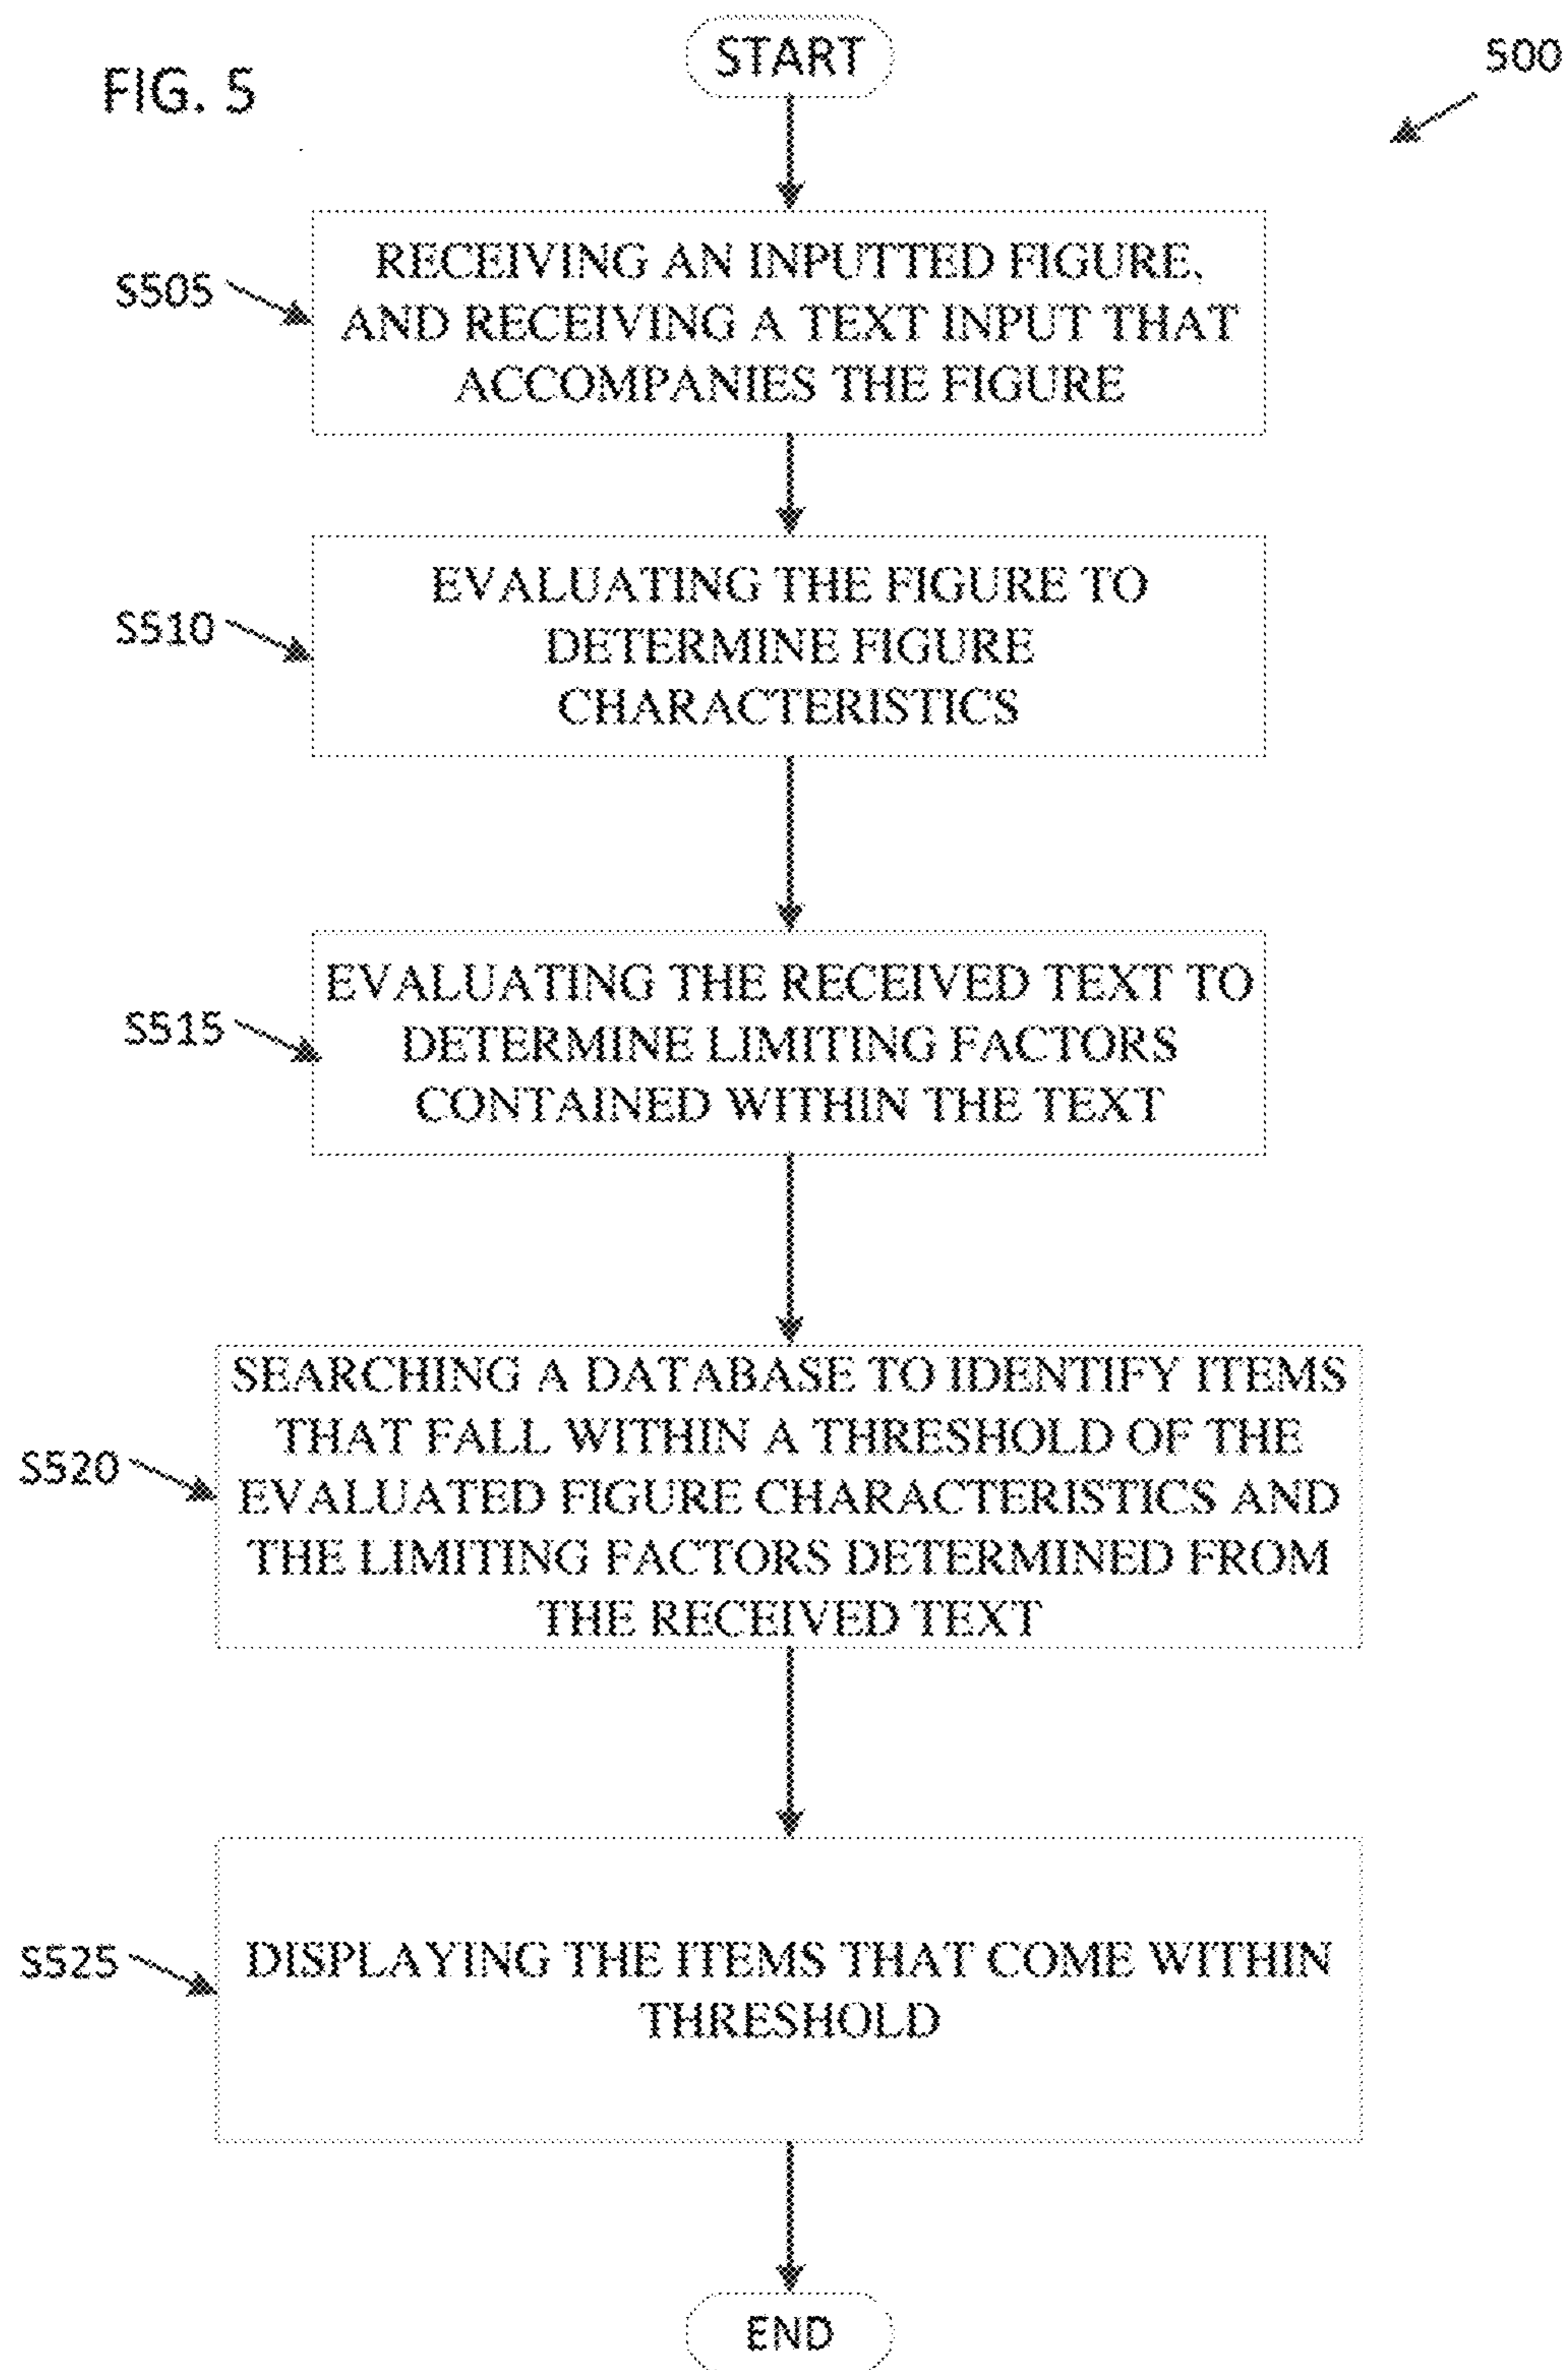 FIG. 5
START
500
S505
RECEIVING AN INPUTTED FIGURE,
AND RECEIVING A TEXT INPUT THAT
ACCOMPANIES THE FIGURE
S510
EVALUATING THE FIGURE TO
DETERMINE FIGURE
CHARACTERISTICS
S515
EVALUATING THE RECEIVED TEXT TO
DETERMINE LIMITING FACTORS
CONTAINED WITHIN THE TEXT
S520
SEARCHING A DATABASE TO IDENTIFY ITEMS
THAT FALL WITHIN A THRESHOLD OF THE
EVALUATED FIGURE CHARACTERISTICS AND
THE LIMITING FACTORS DETERMINED FROM
THE RECEIVED TEXT
S525
DISPLAYING THE ITEMS THAT COME WITHIN
THRESHOLD
END